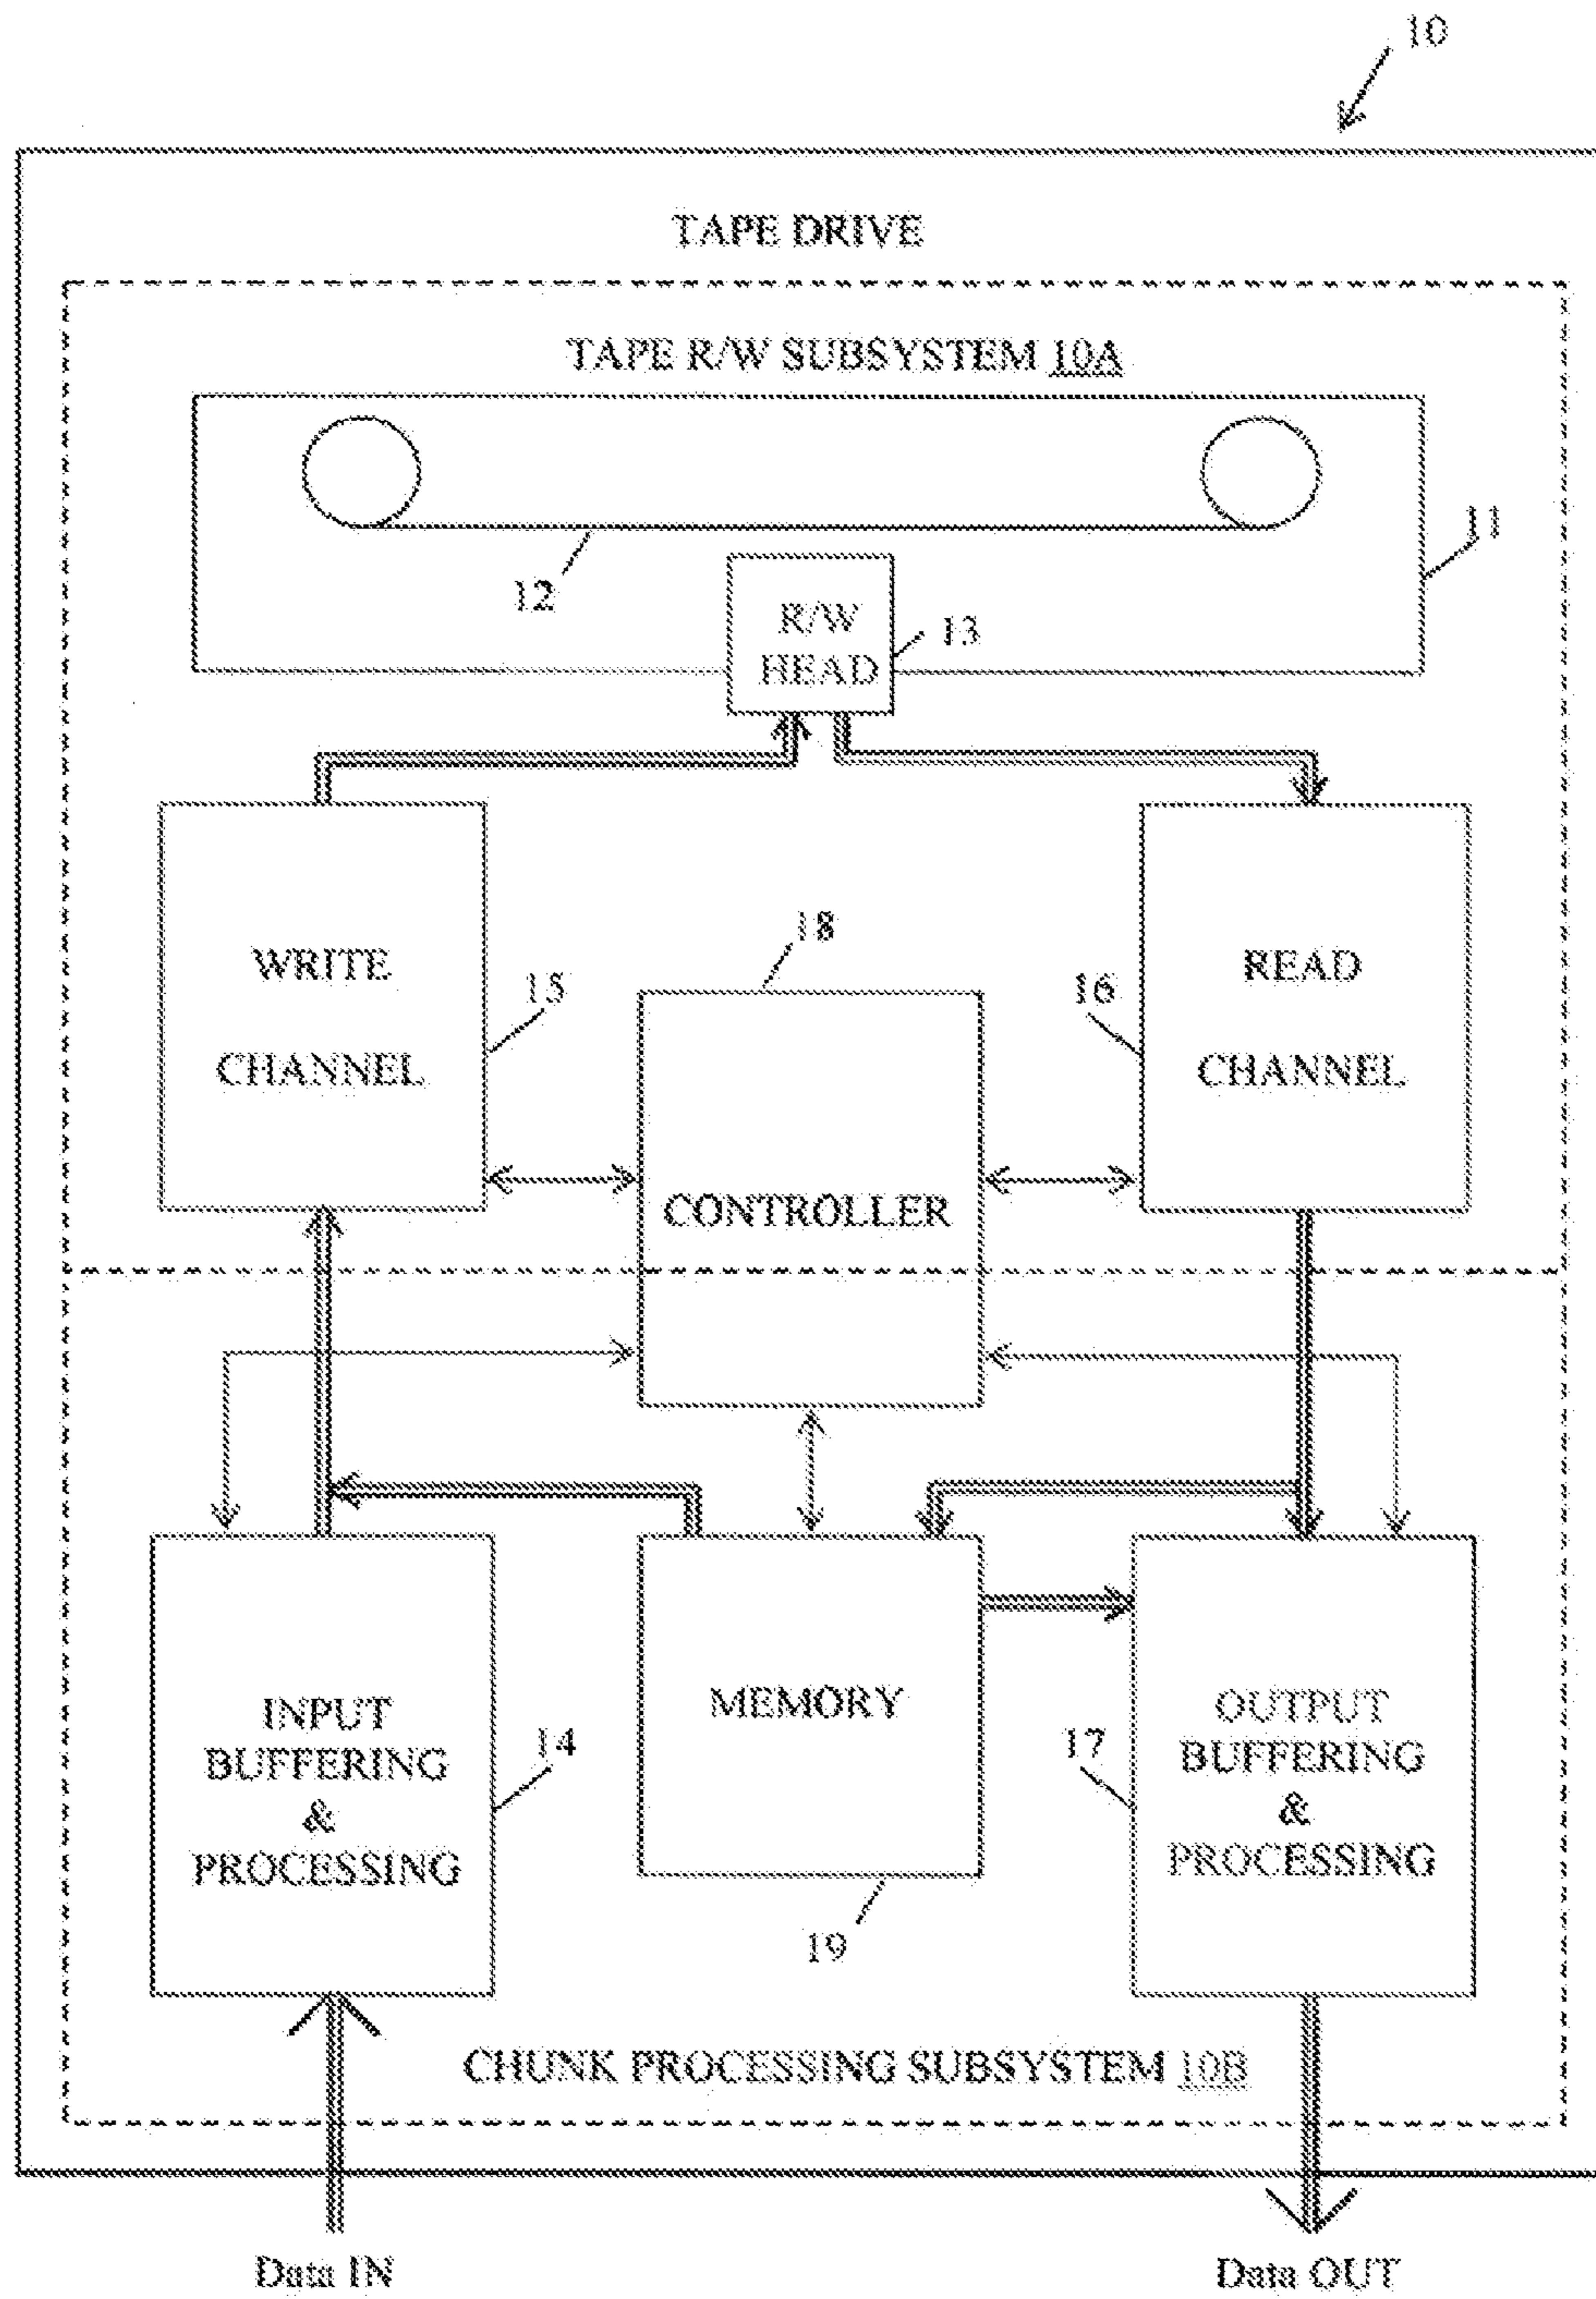 10
TAPE DRIVE
TAPE R/W SUBSYSTEM 10A
11
12
R/W
HEAD
13
WRITE
CHANNEL
15
18
CONTROLLER
16
READ
CHANNEL
INPUT
BUFFERING
&
PROCESSING
14
MEMORY
19
17
OUTPUT
BUFFERING
&
PROCESSING
CHUNK PROCESSING SUBSYSTEM 10B
Data IN
Data OUT